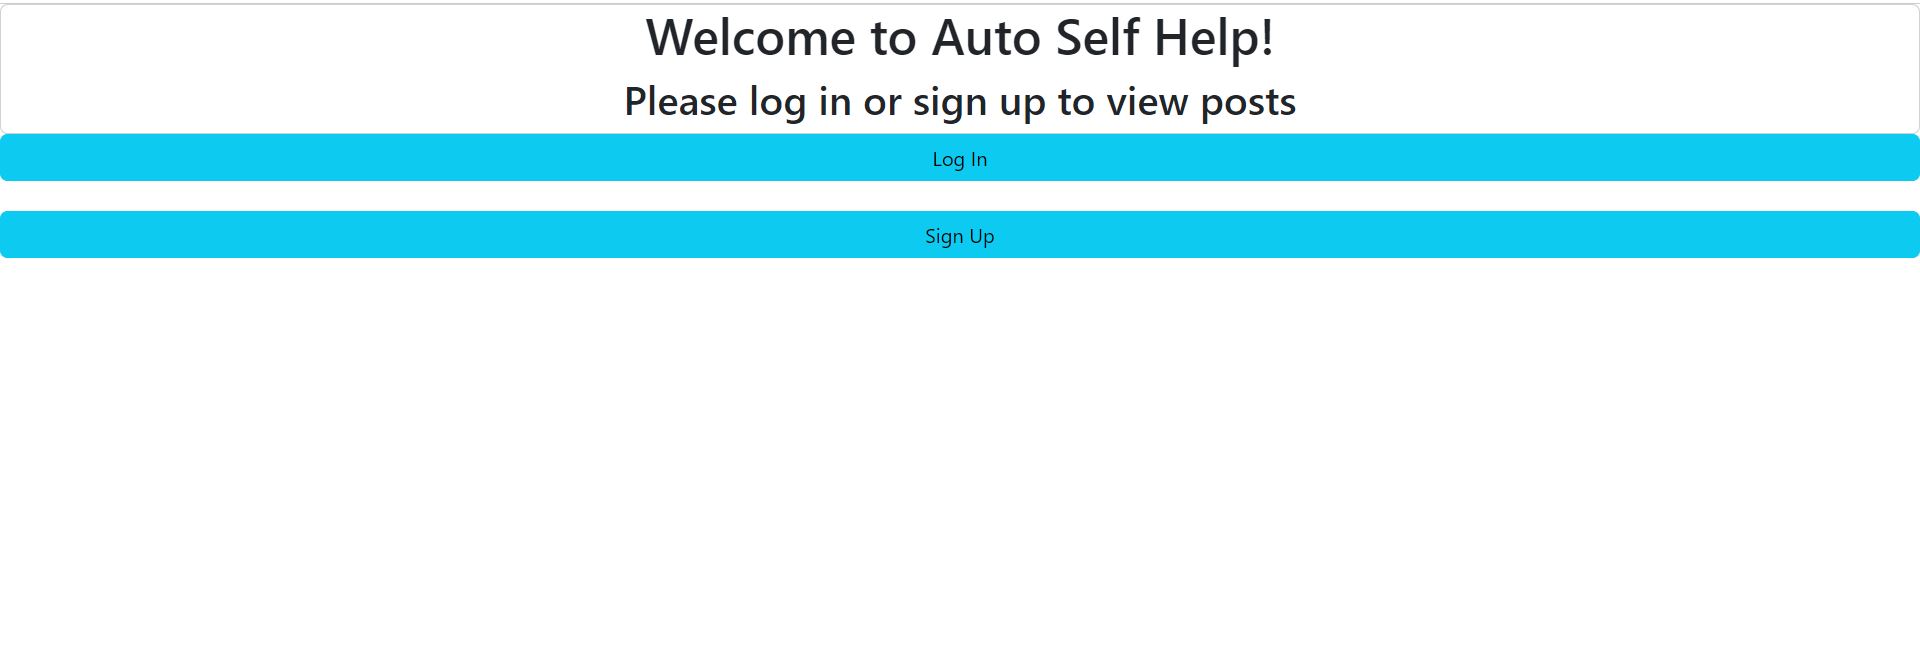 Welcome to Auto Self Help!
Please log in or sign up to view posts
Log In
Sign Up